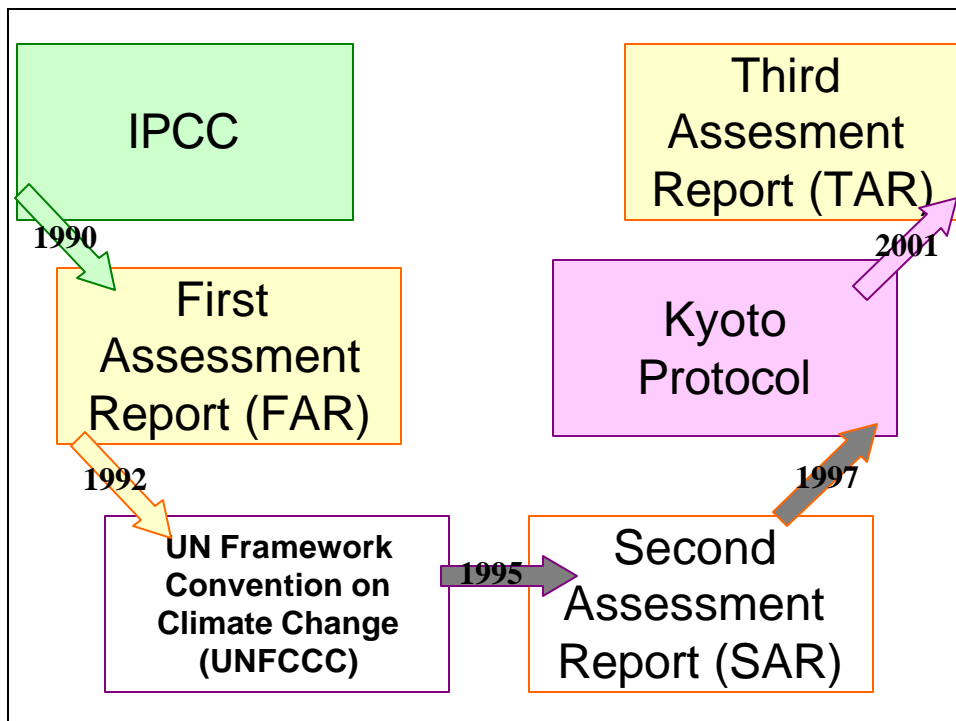 IPCC
1990
First
Assessment
Report (FAR)
1992
UN Framework
Convention on
Climate Change
(UNFCCC)
1995
Second
Assessment
Report (SAR)
1997
Kyoto
Protocol
2001
Third
Assesment
Report (TAR)